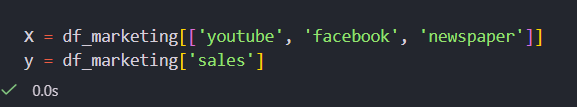 X = df_marketing[['youtube', 'facebook', 'newspaper']]
y = df_marketing['sales']
0.0s